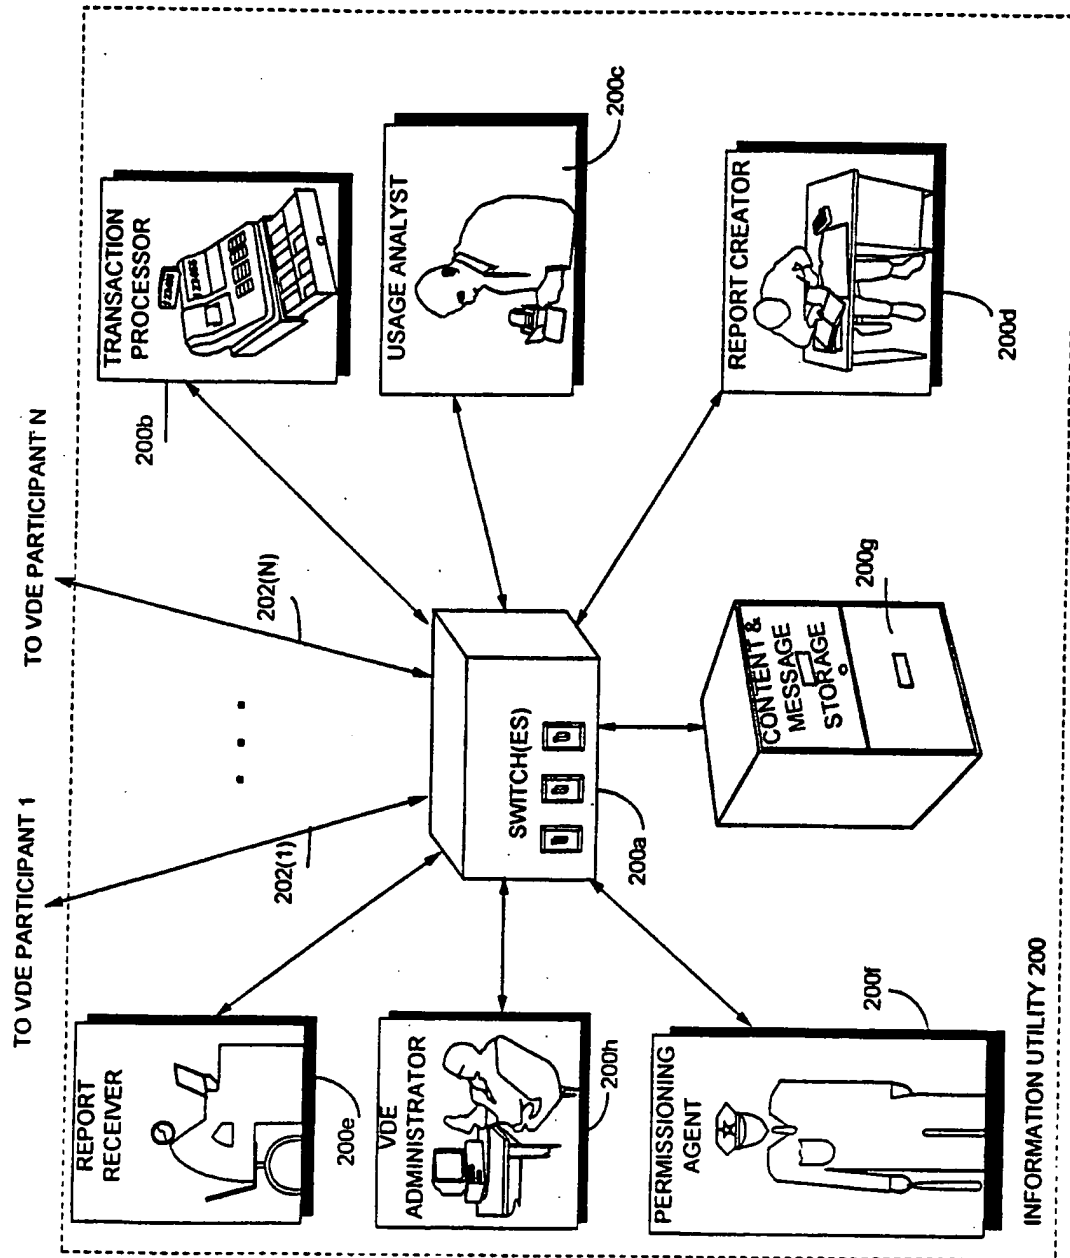 TO VDE PARTICIPANT 1
TO VDE PARTICIPANT N
202(1)
202(N)
REPORT
RECEIVER
200e
VDE
ADMINISTRATOR
200h
PERMISSIONING
AGENT
200f
SWITCH(ES)
200a
CONTENT &
MESSAGE
STORAGE
200g
TRANSACTION
PROCESSOR
200b
USAGE ANALYST
200c
REPORT CREATOR
200d
INFORMATION UTILITY 200